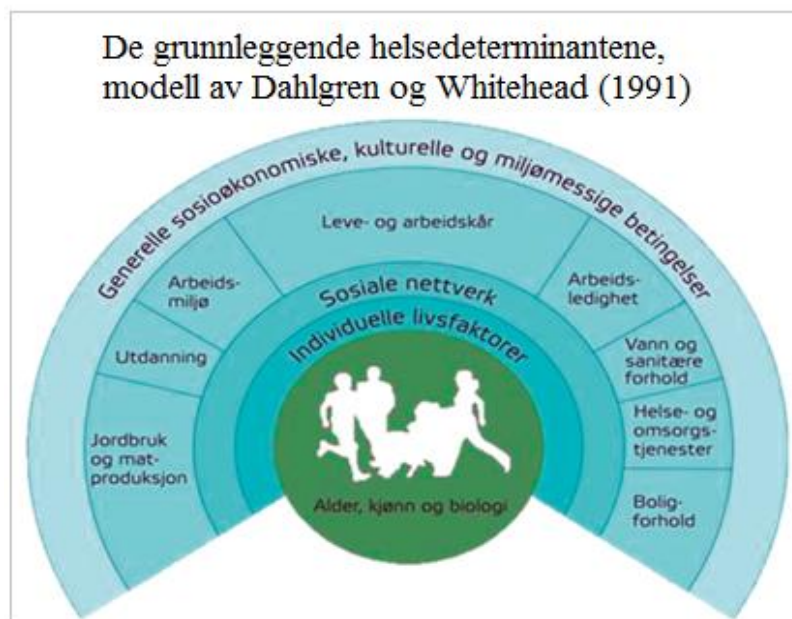 De grunnleggende helsedeterminantene,
modell av Dahlgren og Whitehead (1991)
Generelle sosioøkonomiske, kulturelle og miljømessige betingelser
Leve- og arbeidskår
Arbeids-
miljø
Arbeids-
ledighet
Sosiale nettverk
Individuelle livsfaktorer
Utdanning
Vann og
sanitære
forhold
Jordbruk
og mat-
produksjon
Helse- og
omsorgs-
tjenester
Bolig-
forhold
Alder, kjønn og biologi